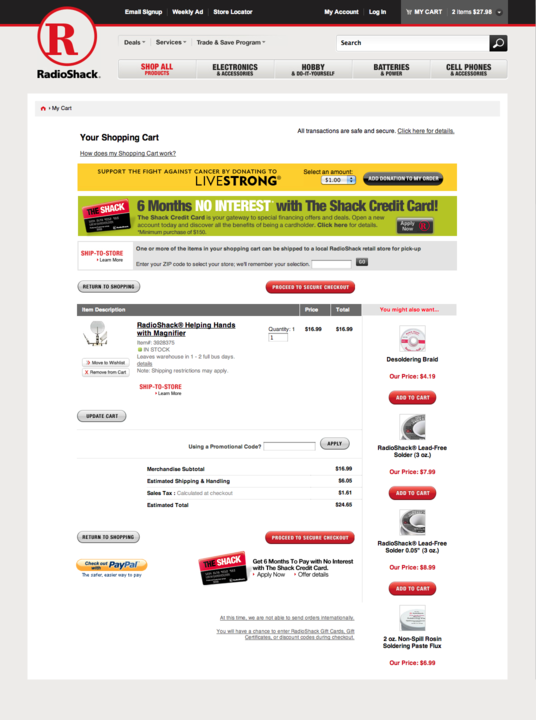 Email Signup
Weekly Ad
Store Locator
My Account
Log In
MY CART
2 items $27.98
R
RadioShack.
Deals
Services
Trade & Save Program
Search
SHOP ALL
PRODUCTS
ELECTRONICS
& ACCESSORIES
HOBBY
& DO-IT-YOURSELF
BATTERIES
& POWER
CELL PHONES
& ACCESSORIES
My Cart
Your Shopping Cart
All transactions are safe and secure. Click here for details.
How does my Shopping Cart work?
SUPPORT THE FIGHT AGAINST CANCER BY DONATING TO
LIVESTRONG®
Select an amount:
$1.00
ADD DONATION TO MY ORDER
THE SHACK
6 Months NO INTEREST* with The Shack Credit Card!
The Shack Credit Card is your gateway to special financing offers and deals. Open a new
account today and discover all the benefits of being a cardholder. Click here for details.
*Minimum purchase of $150.
Apply
Now
SHIP-TO-STORE
Learn More
One or more of the items in your shopping cart can be shipped to a local RadioShack retail store for pick-up
Enter your ZIP code to select your store; we'll remember your selection.
GO
RETURN TO SHOPPING
PROCEED TO SECURE CHECKOUT
Item Description
Price
Total
You might also want...
RadioShack® Helping Hands
with Magnifier
Item#: 3928375
IN STOCK
Leaves warehouse in 1 - 2 full bus. days.
details
Note: Shipping restrictions may apply.
Quantity: 1
1
$16.99
$16.99
Move to Wishlist
X Remove from Cart
SHIP-TO-STORE
Learn More
UPDATE CART
Using a Promotional Code?
APPLY
Merchandise Subtotal
$16.99
Estimated Shipping & Handling
$6.05
Sales Tax : Calculated at checkout
$1.61
Estimated Total
$24.65
RETURN TO SHOPPING
PROCEED TO SECURE CHECKOUT
Check out
with PayPal
The safer, easier way to pay
THE SHACK
Get 6 Months To Pay with No Interest
with The Shack Credit Card.
Apply Now
Offer details
At this time, we are not able to send orders internationally.
You will have a chance to enter RadioShack Gift Cards, Gift
Certificates, or discount codes during checkout.
Desoldering Braid
Our Price: $4.19
ADD TO CART
RadioShack® Lead-Free
Solder (3 oz.)
Our Price: $7.99
ADD TO CART
RadioShack® Lead-Free
Solder 0.05" (3 oz.)
Our Price: $8.99
ADD TO CART
2 oz. Non-Spill Rosin
Soldering Paste Flux
Our Price: $6.99